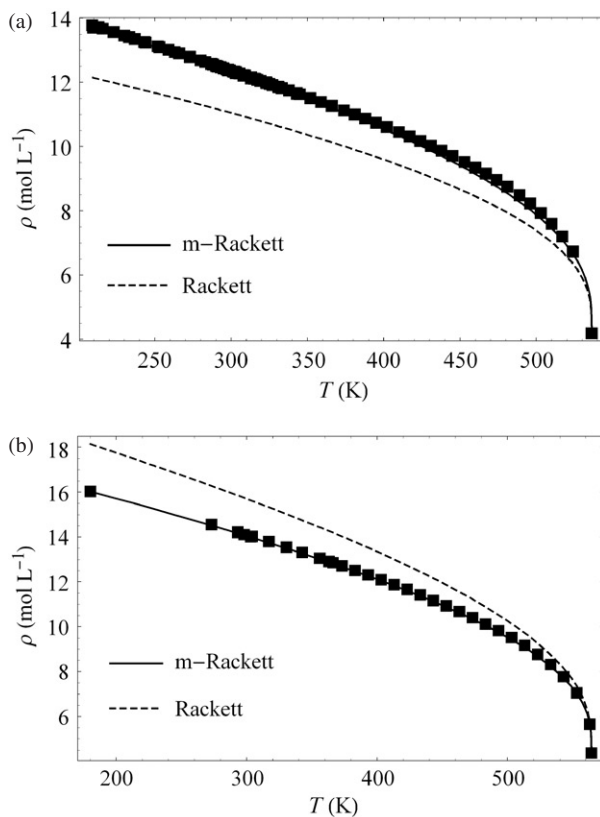 (a)
14
12
10
8
6
4
ρ (mol L⁻¹)
m−Rackett
Rackett
250 300 350 400 450 500
T (K)
(b)
18
16
14
12
10
8
6
ρ (mol L⁻¹)
m−Rackett
Rackett
200 300 400 500
T (K)